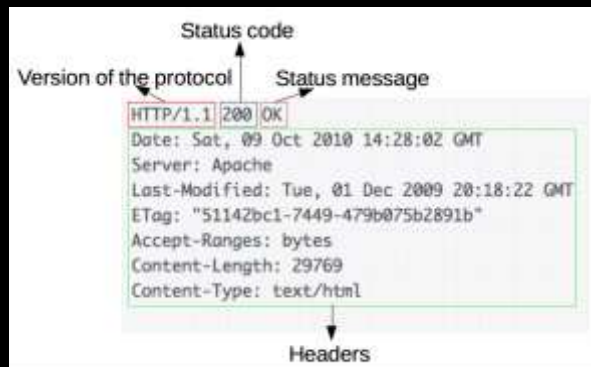 Status code
Version of the protocol Status message
HTTP/1.1 200 OK
Date: Sat, 09 Oct 2010 14:28:02 GMT
Server: Apache
Last-Modified: Tue, 01 Dec 2009 20:18:22 GMT
ETag: "51142bc1-7449-479b075b2891b"
Accept-Ranges: bytes
Content-Length: 29769
Content-Type: text/html
Headers